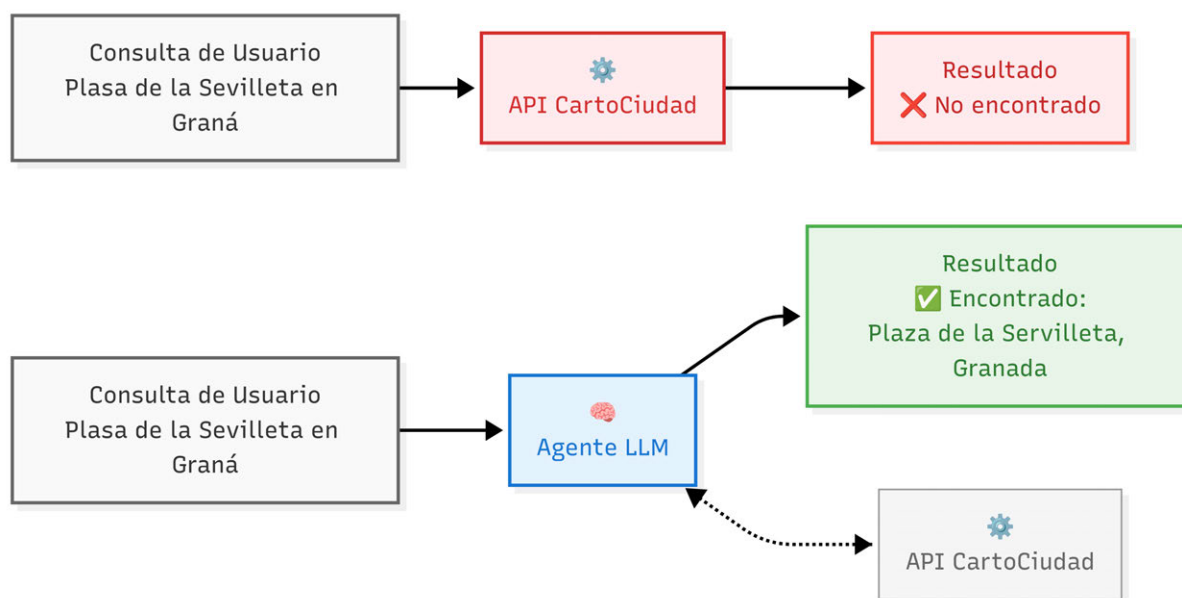 Consulta de Usuario
Plasa de la Sevilleta en
Graná
API CartoCiudad
Resultado
❌ No encontrado
Consulta de Usuario
Plasa de la Sevilleta en
Graná
Agente LLM
Resultado
✅ Encontrado:
Plaza de la Servilleta,
Granada
API CartoCiudad